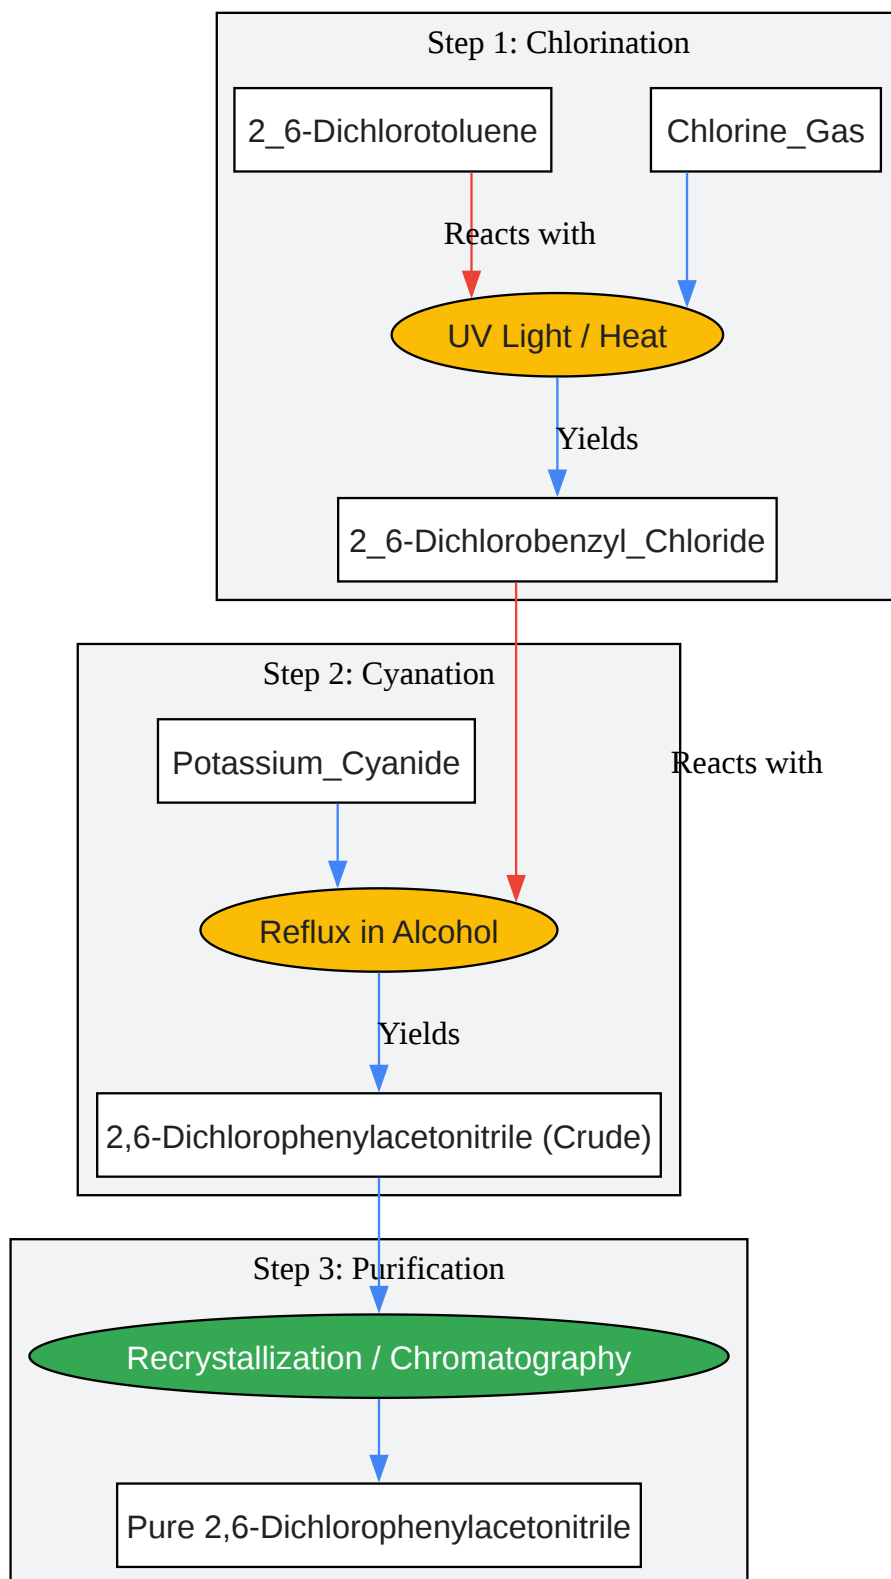 Step 1: Chlorination
2_6-Dichlorotoluene
Chlorine_Gas
Reacts with
UV Light / Heat
Yields
2_6-Dichlorobenzyl_Chloride
Step 2: Cyanation
Potassium_Cyanide
Reacts with
Reflux in Alcohol
Yields
2,6-Dichlorophenylacetonitrile (Crude)
Step 3: Purification
Recrystallization / Chromatography
Pure 2,6-Dichlorophenylacetonitrile